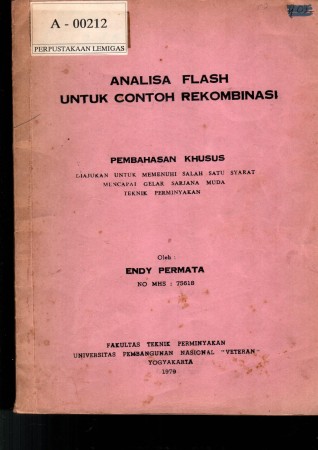 A - 00212
PERPUSTAKAAN LEMIGAS
ANALISA FLASH
UNTUK CONTOH REKOMBINASI
PEMBAHASAN KHUSUS
DIAJUKAN UNTUK MEMENUHI SALAH SATU SYARAT
MENCAPAI GELAR SARJANA MUDA
TEKNIK PERMINYAKAN
Oleh :
ENDY PERMATA
NO MHS : 75618
FAKULTAS TEKNIK PERMINYAKAN
UNIVERSITAS PEMBANGUNAN NASIONAL "VETERAN"
YOGYAKARTA
1979